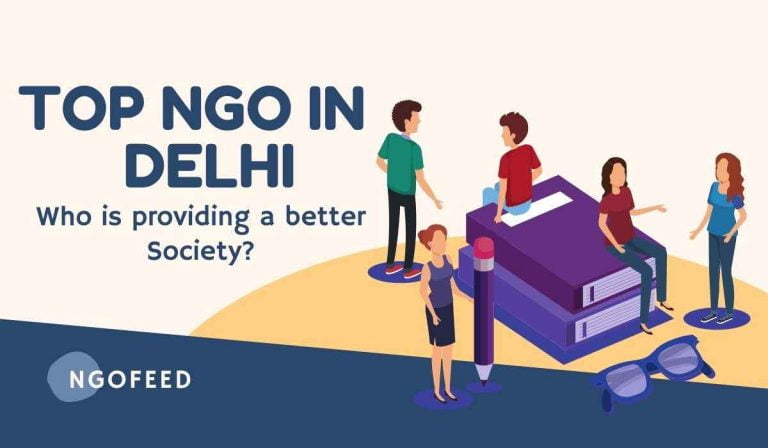 TOP NGO IN
DELHI
Who is providing a better
Society?
NGOFEED